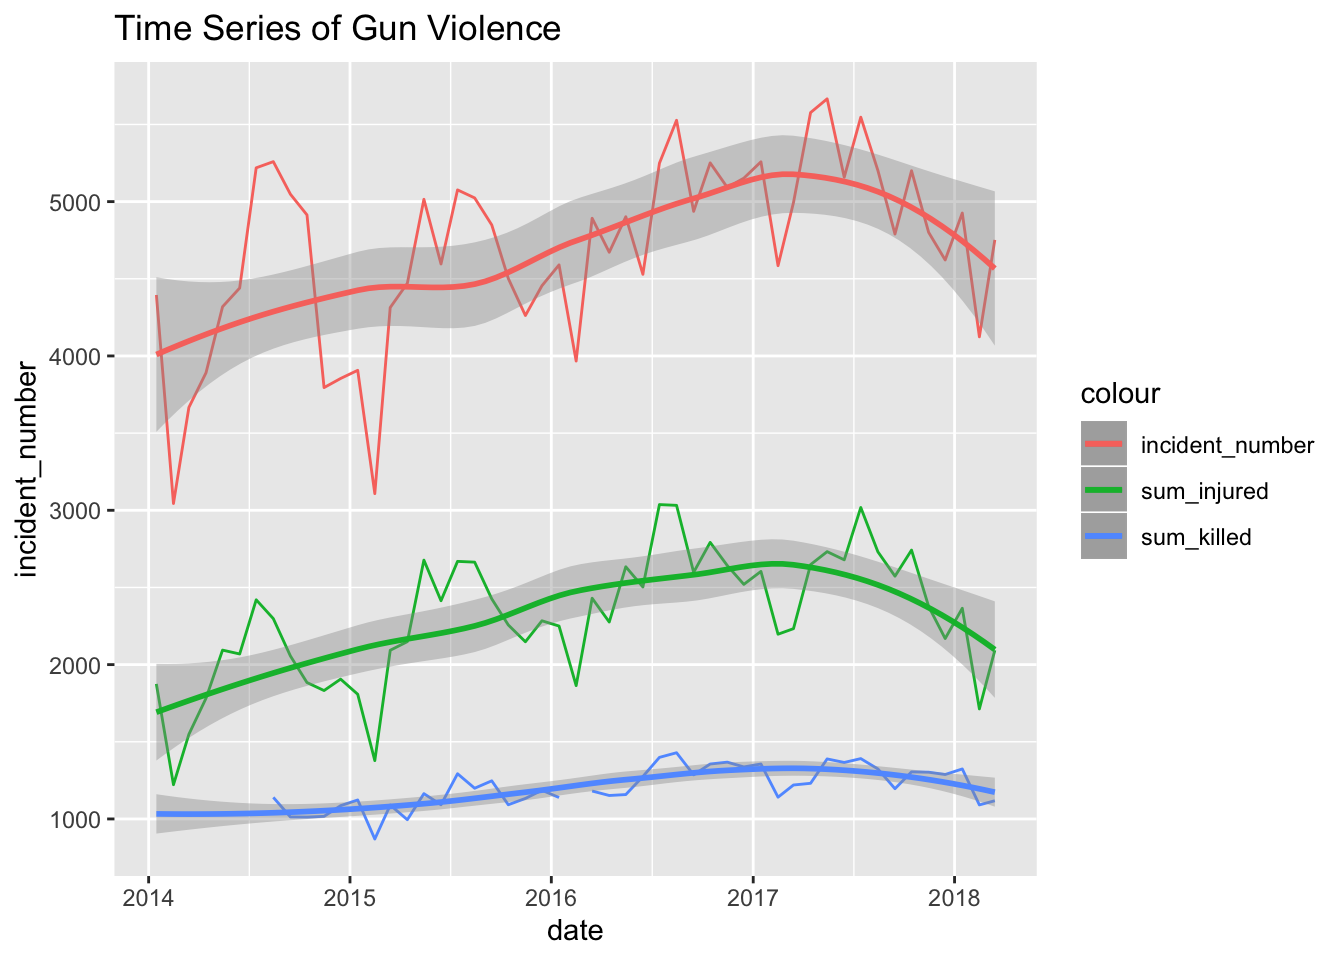 Time Series of Gun Violence
incident_number
5000
4000
3000
2000
1000
2014 2015 2016 2017 2018
date
colour
incident_number
sum_injured
sum_killed